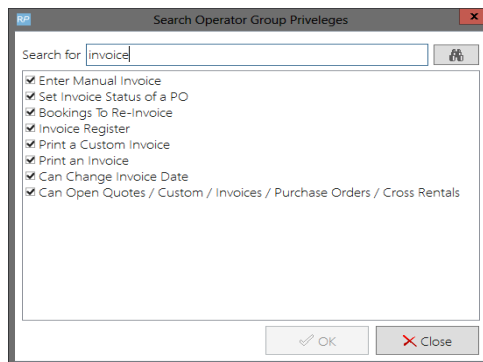 RP Search Operator Group Priveleges x
Search for invoice
Enter Manual Invoice
Set Invoice Status of a PO
Bookings To Re-Invoice
Invoice Register
Print a Custom Invoice
Print an Invoice
Can Change Invoice Date
Can Open Quotes / Custom / Invoices / Purchase Orders / Cross Rentals
OK Close